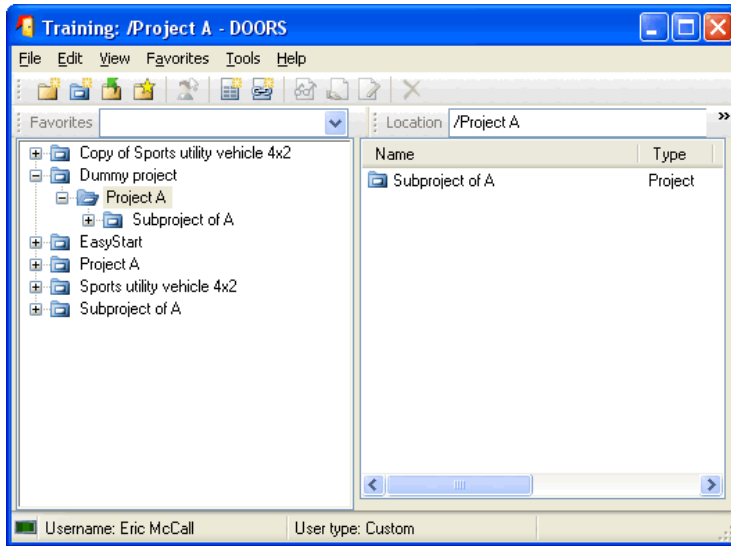 Training: /Project A - DOORS
File Edit View Favorites Tools Help
Favorites
Location /Project A »
Copy of Sports utility vehicle 4x2
Dummy project
Project A
Subproject of A
EasyStart
Project A
Sports utility vehicle 4x2
Subproject of A
Name Type
Subproject of A Project
Username: Eric McCall User type: Custom